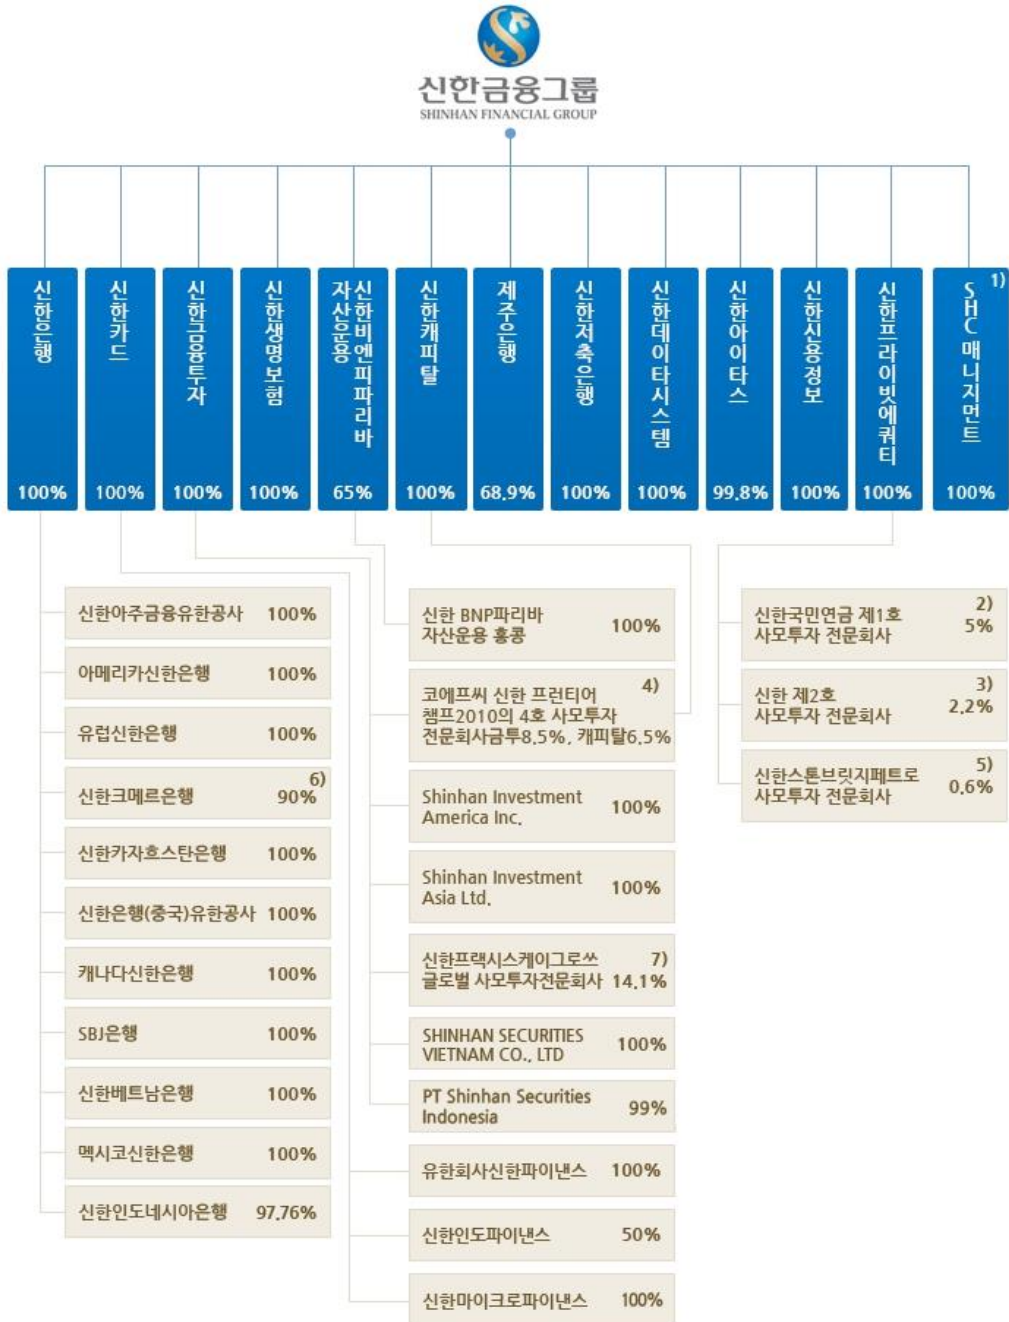 신한금융그룹
SHINHAN FINANCIAL GROUP
신한은행
100%
신한카드
100%
신한금융투자
100%
신한생명보험
100%
신한비엔피파리바
자산운용
65%
신한캐피탈
100%
제주은행
68.9%
신한저축은행
100%
신한데이타시스템
100%
신한아이타스
99.8%
신한신용정보
100%
신한프라이빗에쿼티
100%
1)
SHC 매니지먼트
100%
신한아주금융유한공사 100%
아메리카신한은행 100%
유럽신한은행 100%
6)
신한크메르은행 90%
신한카자흐스탄은행 100%
신한은행(중국)유한공사 100%
캐나다신한은행 100%
SBJ은행 100%
신한베트남은행 100%
멕시코신한은행 100%
신한인도네시아은행 97.76%
신한 BNP파리바
자산운용 홍콩 100%
코에프씨 신한 프런티어 4)
챔프2010의 4호 사모투자
전문회사금투8.5%, 캐피탈6.5%
Shinhan Investment
America Inc. 100%
Shinhan Investment
Asia Ltd. 100%
신한프랙시스케이그로쓰 7)
글로벌 사모투자전문회사 14.1%
SHINHAN SECURITIES
VIETNAM CO., LTD 100%
PT Shinhan Securities
Indonesia 99%
유한회사신한파이낸스 100%
신한인도파이낸스 50%
신한마이크로파이낸스 100%
신한국민연금 제1호 2)
사모투자 전문회사 5%
신한 제2호 3)
사모투자 전문회사 2.2%
신한스톤브릿지페트로 5)
사모투자 전문회사 0.6%